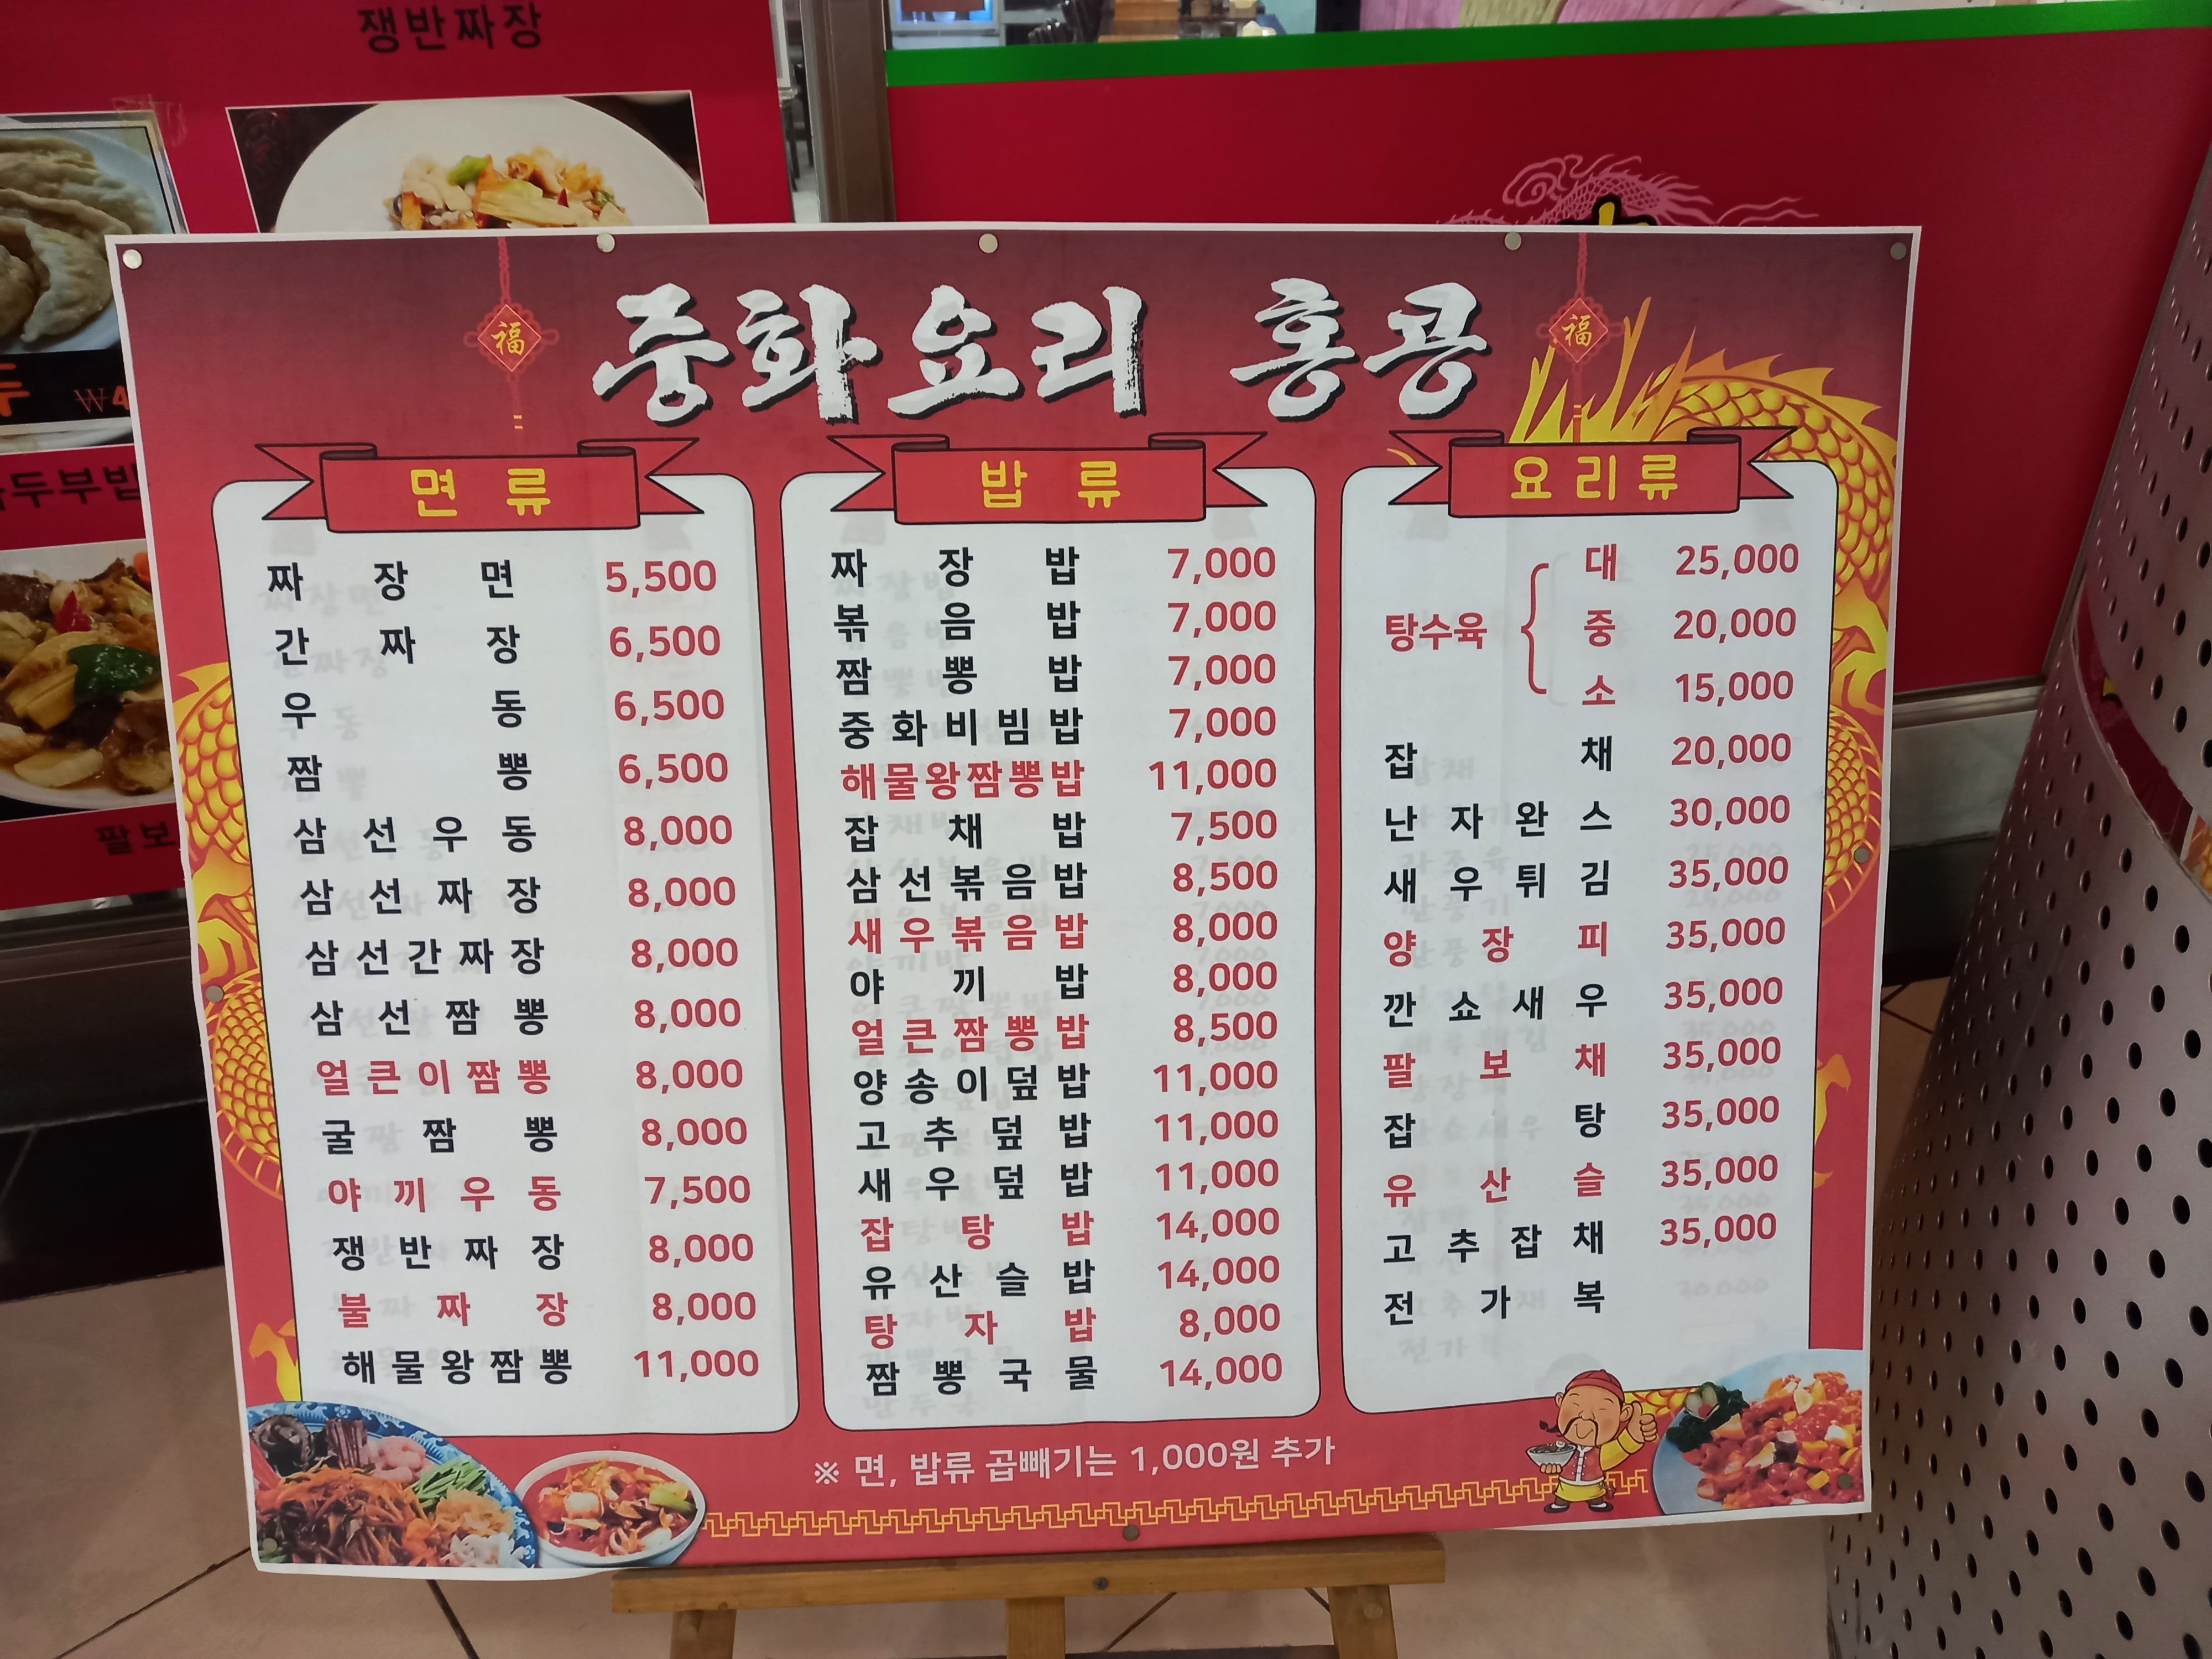 쟁반짜장
₩4
두부밥
팔보
중화요리 홍콩
福
福
면류
짜장면 5,500
간짜장 6,500
우동 6,500
짬뽕 6,500
삼선우동 8,000
삼선짜장 8,000
삼선간짜장 8,000
삼선짬뽕 8,000
얼큰이짬뽕 8,000
굴짬뽕 8,000
야끼우동 7,500
쟁반짜장 8,000
불짜장 8,000
해물왕짬뽕 11,000
밥류
짜장밥 7,000
볶음밥 7,000
짬뽕밥 7,000
중화비빔밥 7,000
해물왕짬뽕밥 11,000
잡채밥 7,500
삼선볶음밥 8,500
새우볶음밥 8,000
야끼밥 8,000
얼큰짬뽕밥 8,500
양송이덮밥 11,000
고추덮밥 11,000
새우덮밥 11,000
잡탕밥 14,000
유산슬밥 14,000
탕자밥 8,000
짬뽕국물 14,000
요리류
탕수육 대 25,000
중 20,000
소 15,000
잡채 20,000
난자완스 30,000
새우튀김 35,000
양장피 35,000
깐쇼새우 35,000
팔보채 35,000
잡탕 35,000
유산슬 35,000
고추잡채 35,000
전가복
※ 면, 밥류 곱빼기는 1,000원 추가